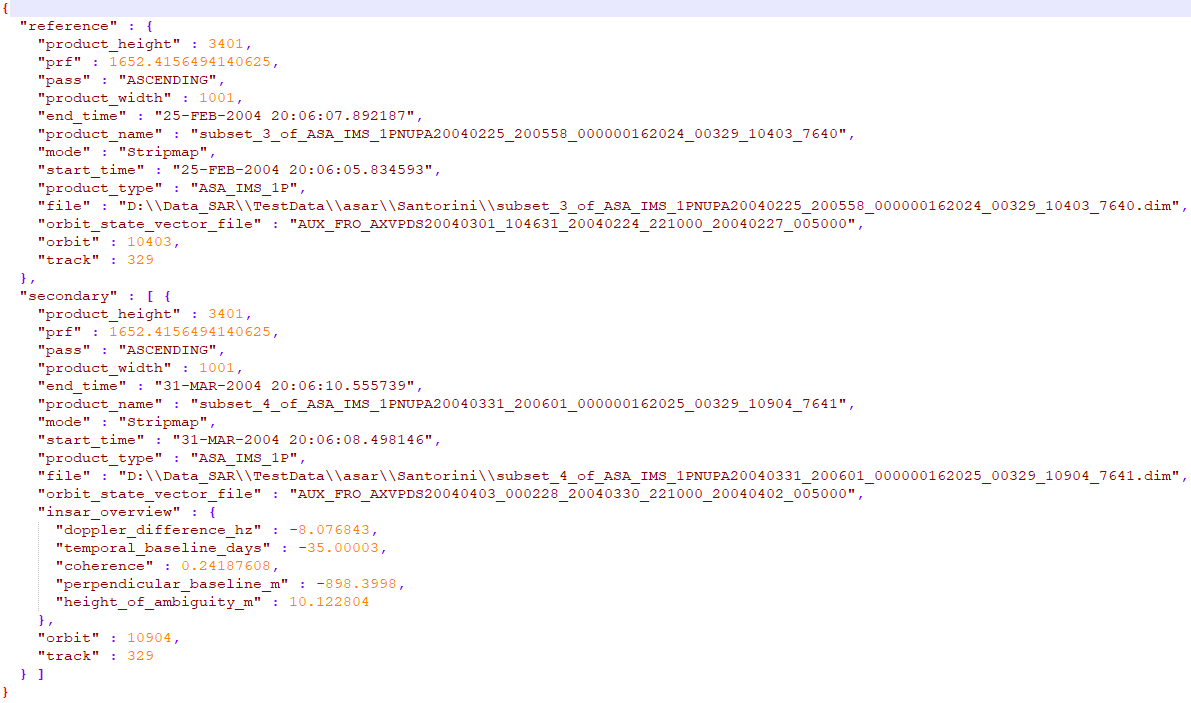 {
  "reference" : {
    "product_height" : 3401,
    "prf" : 1652.4156494140625,
    "pass" : "ASCENDING",
    "product_width" : 1001,
    "end_time" : "25-FEB-2004 20:06:07.892187",
    "product_name" : "subset_3_of_ASA_IMS_1PNUPA20040225_200558_000000162024_00329_10403_7640",
    "mode" : "Stripmap",
    "start_time" : "25-FEB-2004 20:06:05.834593",
    "product_type" : "ASA_IMS_1P",
    "file" : "D:\\Data_SAR\\TestData\\asar\\Santorini\\subset_3_of_ASA_IMS_1PNUPA20040225_200558_000000162024_00329_10403_7640.dim",
    "orbit_state_vector_file" : "AUX_FRO_AXVPDS20040301_104631_20040224_221000_20040227_005000",
    "orbit" : 10403,
    "track" : 329
  },
  "secondary" : [ {
    "product_height" : 3401,
    "prf" : 1652.4156494140625,
    "pass" : "ASCENDING",
    "product_width" : 1001,
    "end_time" : "31-MAR-2004 20:06:10.555739",
    "product_name" : "subset_4_of_ASA_IMS_1PNUPA20040331_200601_000000162025_00329_10904_7641",
    "mode" : "Stripmap",
    "start_time" : "31-MAR-2004 20:06:08.498146",
    "product_type" : "ASA_IMS_1P",
    "file" : "D:\\Data_SAR\\TestData\\asar\\Santorini\\subset_4_of_ASA_IMS_1PNUPA20040331_200601_000000162025_00329_10904_7641.dim",
    "orbit_state_vector_file" : "AUX_FRO_AXVPDS20040403_000228_20040330_221000_20040402_005000",
    "insar_overview" : {
      "doppler_difference_hz" : -8.076843,
      "temporal_baseline_days" : -35.00003,
      "coherence" : 0.24187608,
      "perpendicular_baseline_m" : -898.3998,
      "height_of_ambiguity_m" : 10.122804
    },
    "orbit" : 10904,
    "track" : 329
  } ]
}